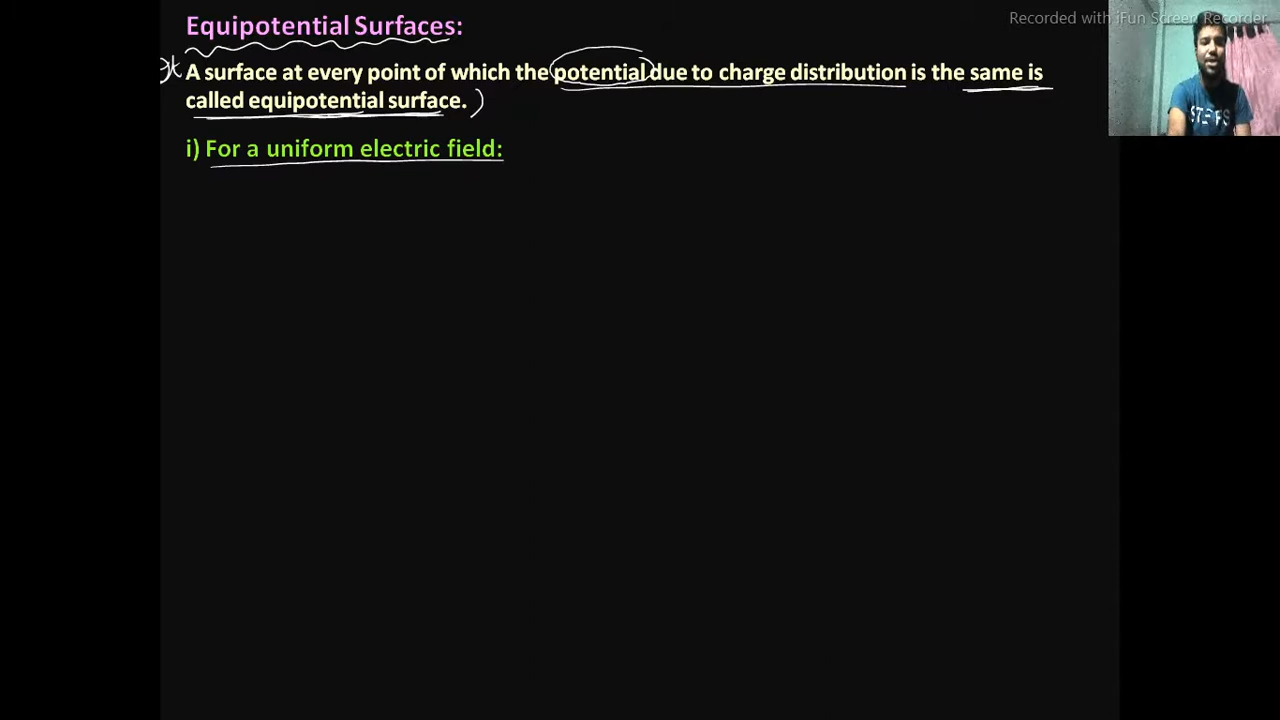 Recorded with iFun Screen Recorder
Equipotential Surfaces:
A surface at every point of which the potential due to charge distribution is the same is
called equipotential surface.
i) For a uniform electric field:
STEPS